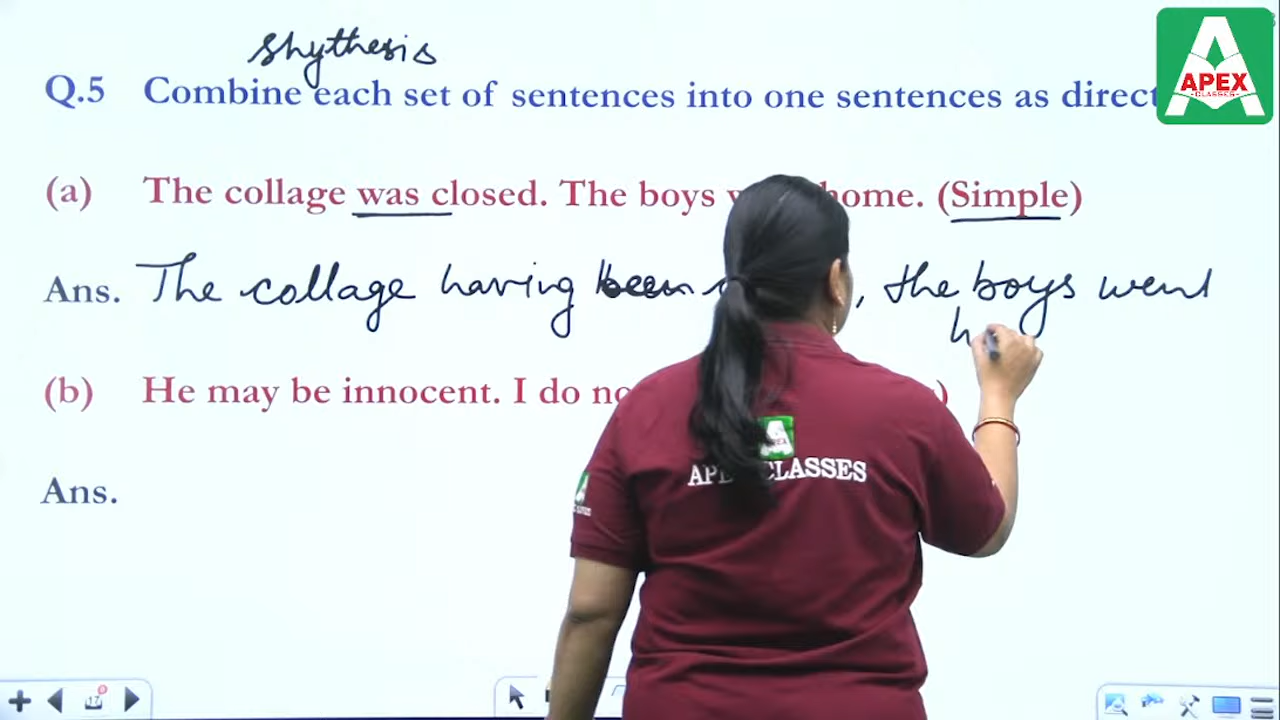 shythesis
Q.5 Combine each set of sentences into one sentences as direct
(a) The collage was closed. The boys home. (Simple)
Ans. The collage having been , the boys went
(b) He may be innocent. I do )
Ans.
APEX
CLASSES
APEX
CLASSES
17